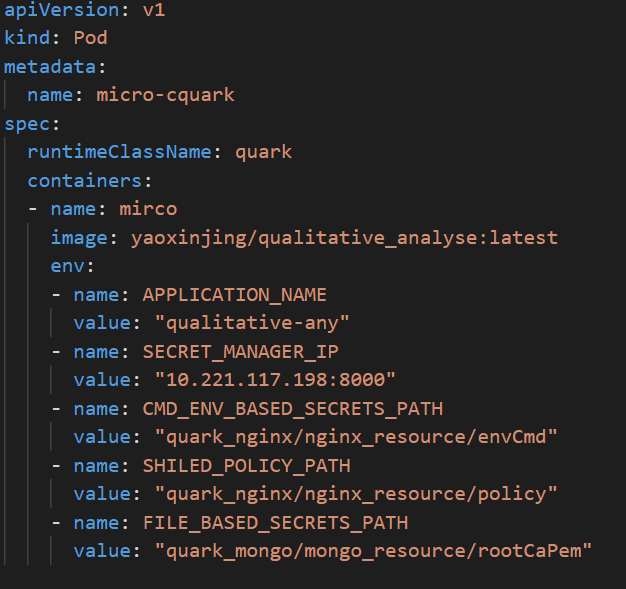 apiVersion: v1
kind: Pod
metadata:
  name: micro-cquark
spec:
  runtimeClassName: quark
  containers:
  - name: mirco
    image: yaoxinjing/qualitative_analyse:latest
    env:
    - name: APPLICATION_NAME
      value: "qualitative-any"
    - name: SECRET_MANAGER_IP
      value: "10.221.117.198:8000"
    - name: CMD_ENV_BASED_SECRETS_PATH
      value: "quark_nginx/nginx_resource/envCmd"
    - name: SHILED_POLICY_PATH
      value: "quark_nginx/nginx_resource/policy"
    - name: FILE_BASED_SECRETS_PATH
      value: "quark_mongo/mongo_resource/rootCaPem"